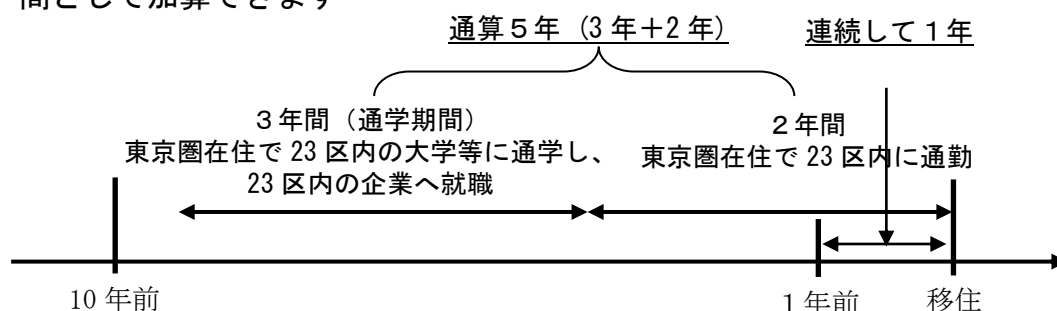 間として加算できます
通算５年（3 年＋2 年）
連続して１年
３年間（通学期間）
東京圏在住で 23 区内の大学等に通学し、
23 区内の企業へ就職
２年間
東京圏在住で 23 区内に通勤
10 年前
１年前
移住